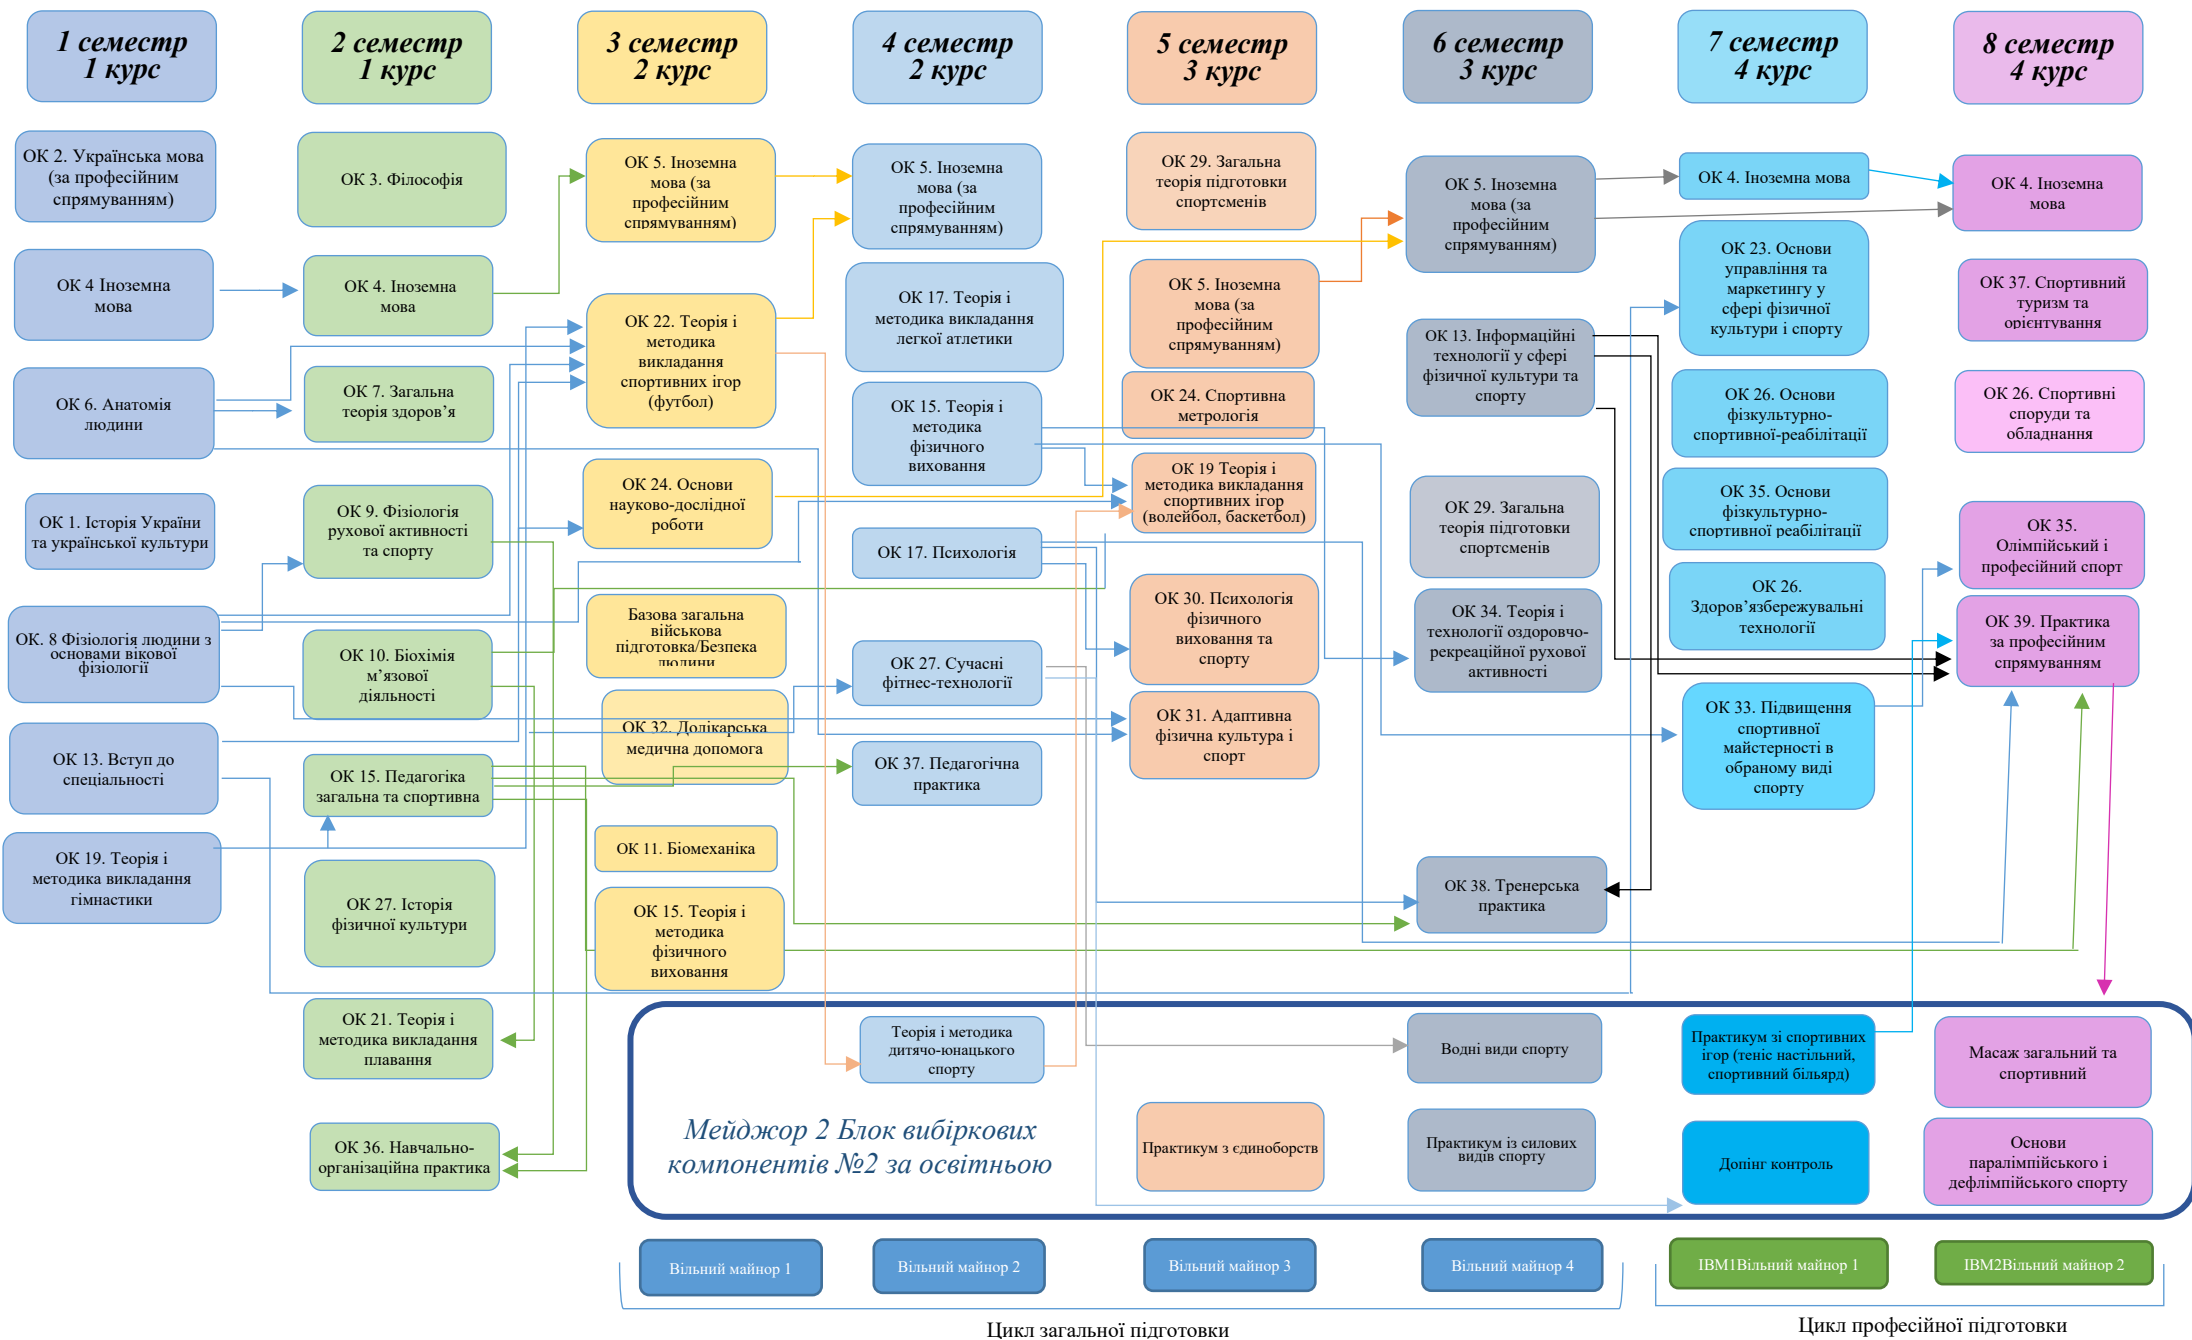 1 семестр
1 курс
2 семестр
1 курс
3 семестр
2 курс
4 семестр
2 курс
5 семестр
3 курс
6 семестр
3 курс
7 семестр
4 курс
8 семестр
4 курс
ОК 2. Українська мова
(за професійним
спрямуванням)
ОК 4 Іноземна
мова
ОК 6. Анатомія
людини
ОК 1. Історія України
та української культури
ОК. 8 Фізіологія людини з
основами вікової
фізіології
ОК 13. Вступ до
спеціальності
ОК 19. Теорія і
методика викладання
гімнастики
ОК 3. Філософія
ОК 4. Іноземна
мова
ОК 7. Загальна
теорія здоров’я
ОК 9. Фізіологія
рухової активності
та спорту
ОК 10. Біохімія
м’язової
діяльності
ОК 15. Педагогіка
загальна та спортивна
ОК 27. Історія
фізичної культури
ОК 21. Теорія і
методика викладання
плавання
ОК 36. Навчально-
організаційна практика
ОК 5. Іноземна
мова (за
професійним
спрямуванням)
ОК 22. Теорія і
методика
викладання
спортивних ігор
(футбол)
ОК 24. Основи
науково-дослідної
роботи
Базова загальна
військова
підготовка/Безпека
людини
ОК 32. Долікарська
медична допомога
ОК 11. Біомеханіка
ОК 15. Теорія і
методика
фізичного
виховання
ОК 5. Іноземна
мова (за
професійним
спрямуванням)
ОК 17. Теорія і
методика викладання
легкої атлетики
ОК 15. Теорія і
методика
фізичного
виховання
ОК 17. Психологія
ОК 27. Сучасні
фітнес-технології
ОК 37. Педагогічна
практика
Теорія і методика
дитячо-юнацького
спорту
ОК 29. Загальна
теорія підготовки
спортсменів
ОК 5. Іноземна
мова (за
професійним
спрямуванням)
ОК 24. Спортивна
метрологія
ОК 19 Теорія і
методика викладання
спортивних ігор
(волейбол, баскетбол)
ОК 30. Психологія
фізичного
виховання та
спорту
ОК 31. Адаптивна
фізична культура і
спорт
Практикум з єдиноборств
ОК 5. Іноземна
мова (за
професійним
спрямуванням)
ОК 13. Інформаційні
технології у сфері
фізичної культури та
спорту
ОК 29. Загальна
теорія підготовки
спортсменів
ОК 34. Теорія і
технології оздоровчо-
рекреаційної рухової
активності
ОК 38. Тренерська
практика
Водні види спорту
Практикум із силових
видів спорту
ОК 4. Іноземна мова
ОК 23. Основи
управління та
маркетингу у
сфері фізичної
культури і спорту
ОК 26. Основи
фізкультурно-
спортивної-реабілітації
ОК 35. Основи
фізкультурно-
спортивної реабілітації
ОК 26.
Здоров’язбережувальні
технології
ОК 33. Підвищення
спортивної
майстерності в
обраному виді
спорту
Практикум зі спортивних
ігор (теніс настільний,
спортивний більярд)
Допінг контроль
ОК 4. Іноземна
мова
ОК 37. Спортивний
туризм та
орієнтування
ОК 26. Спортивні
споруди та
обладнання
ОК 35.
Олімпійський і
професійний спорт
ОК 39. Практика
за професійним
спрямуванням
Масаж загальний та
спортивний
Основи
паралімпійського і
дефлімпійського спорту
Мейджор 2 Блок вибіркових
компонентів №2 за освітньою
Вільний майнор 1
Вільний майнор 2
Вільний майнор 3
Вільний майнор 4
ІВМ1Вільний майнор 1
ІВМ2Вільний майнор 2
Цикл загальної підготовки
Цикл професійної підготовки